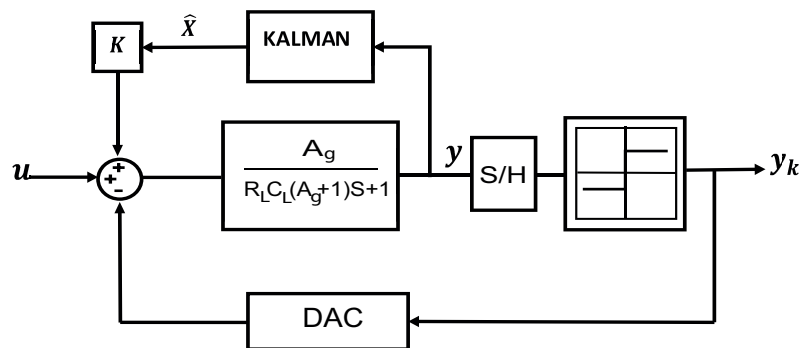 K
X̂
KALMAN
u
+
+
-
A_g
R_LC_L(A_g+1)S+1
y
S/H
y_k
DAC